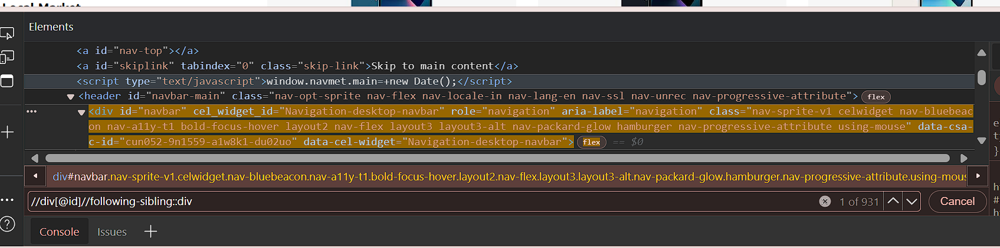 Local Market
Elements
<a id="nav-top"></a>
<a id="skiplink" tabindex="0" class="skip-link">Skip to main content</a>
<script type="text/javascript">window.navmet.main=+new Date();</script>
<header id="navbar-main" class="nav-opt-sprite nav-flex nav-locale-in nav-lang-en nav-ssl nav-unrec nav-progressive-attribute"> flex
<div id="navbar" cel_widget_id="Navigation-desktop-navbar" role="navigation" aria-label="navigation" class="nav-sprite-v1 celwidget nav-bluebeac
on nav-a11y-t1 bold-focus-hover layout2 nav-flex layout3 layout3-alt nav-packard-glow hamburger nav-progressive-attribute using-mouse" data-csa-
c-id="cun052-9n1559-a1w8k1-du02uo" data-cel-widget="Navigation-desktop-navbar"> flex == $0
div#navbar.nav-sprite-v1.celwidget.nav-bluebeacon.nav-a11y-t1.bold-focus-hover.layout2.nav-flex.layout3.layout3-alt.nav-packard-glow.hamburger.nav-progressive-attribute.using-mous
//div[@id]//following-sibling::div 1 of 931 Cancel
Console Issues